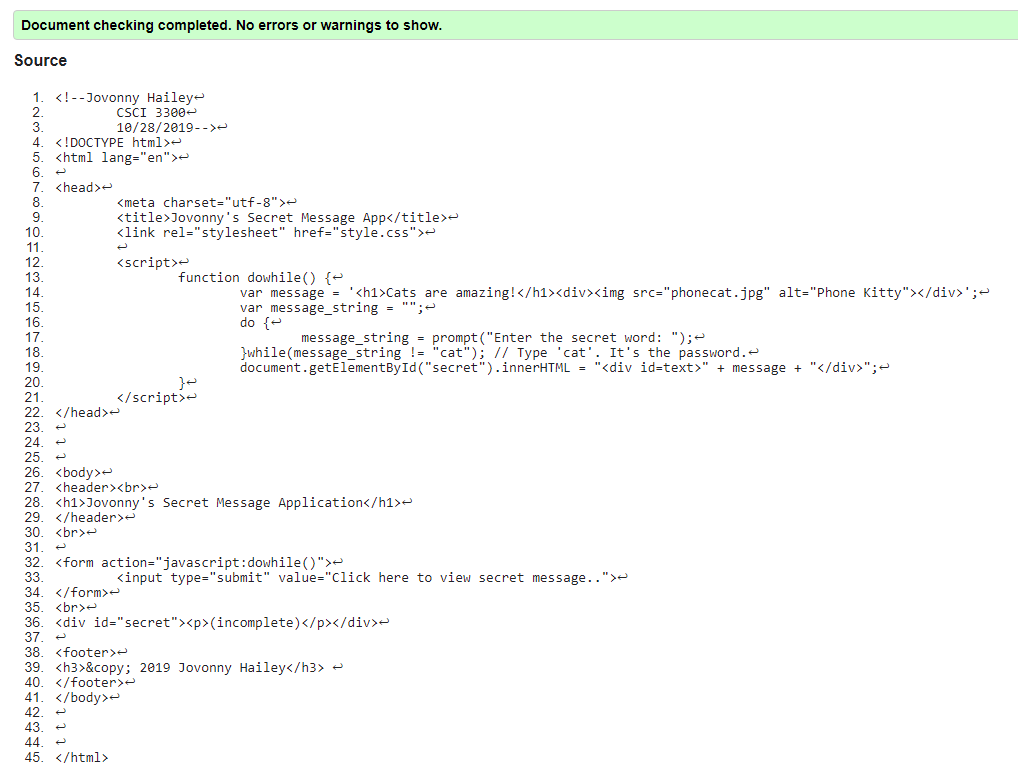 Document checking completed. No errors or warnings to show.
Source
1. <!--Jovonny Hailey↩
2. CSCI 3300↩
3. 10/28/2019-->↩
4. <!DOCTYPE html>↩
5. <html lang="en">↩
6. ↩
7. <head>↩
8. <meta charset="utf-8">↩
9. <title>Jovonny's Secret Message App</title>↩
10. <link rel="stylesheet" href="style.css">↩
11. ↩
12. <script>↩
13. function dowhile() {↩
14. var message = '<h1>Cats are amazing!</h1><div><img src="phonecat.jpg" alt="Phone Kitty"></div>';↩
15. var message_string = "";↩
16. do {↩
17. message_string = prompt("Enter the secret word: ");↩
18. }while(message_string != "cat"); // Type 'cat'. It's the password.↩
19. document.getElementById("secret").innerHTML = "<div id=text>" + message + "</div>";↩
20. }↩
21. </script>↩
22. </head>↩
23. ↩
24. ↩
25. ↩
26. <body>↩
27. <header><br>↩
28. <h1>Jovonny's Secret Message Application</h1>↩
29. </header>↩
30. <br>↩
31. ↩
32. <form action="javascript:dowhile()">↩
33. <input type="submit" value="Click here to view secret message..">↩
34. </form>↩
35. <br>↩
36. <div id="secret"><p>(incomplete)</p></div>↩
37. ↩
38. <footer>↩
39. <h3>&copy; 2019 Jovonny Hailey</h3> ↩
40. </footer>↩
41. </body>↩
42. ↩
43. ↩
44. ↩
45. </html>